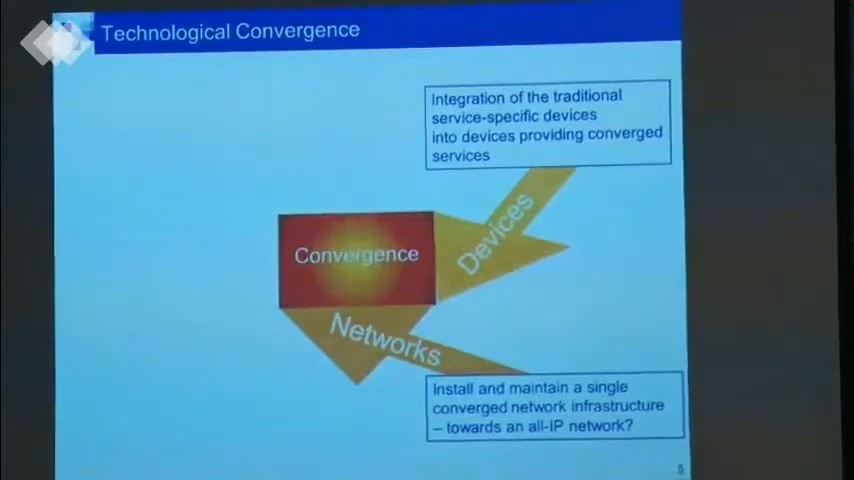 Technological Convergence
Integration of the traditional
service-specific devices
into devices providing converged
services
Devices
Convergence
Networks
Install and maintain a single
converged network infrastructure
– towards an all-IP network?
5